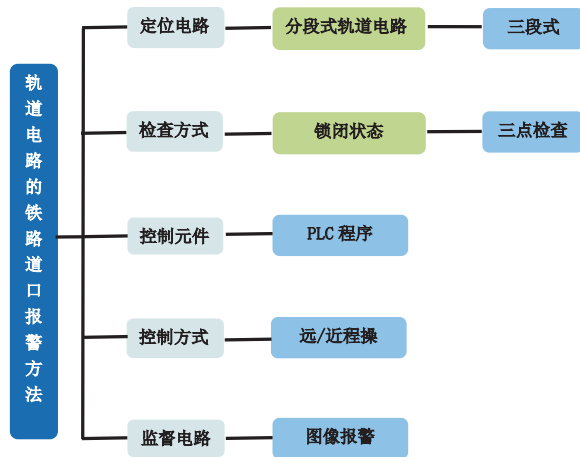 轨道电路的铁路道口报警方法
定位电路
分段式轨道电路
三段式
检查方式
锁闭状态
三点检查
控制元件
PLC 程序
控制方式
远/近程操
监督电路
图像报警